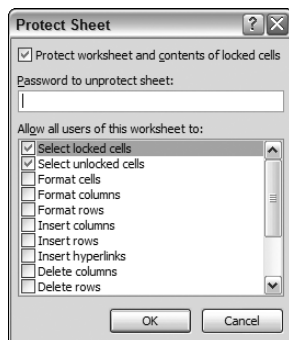 Protect Sheet
Protect worksheet and contents of locked cells
Password to unprotect sheet:
Allow all users of this worksheet to:
Select locked cells
Select unlocked cells
Format cells
Format columns
Format rows
Insert columns
Insert rows
Insert hyperlinks
Delete columns
Delete rows
OK Cancel